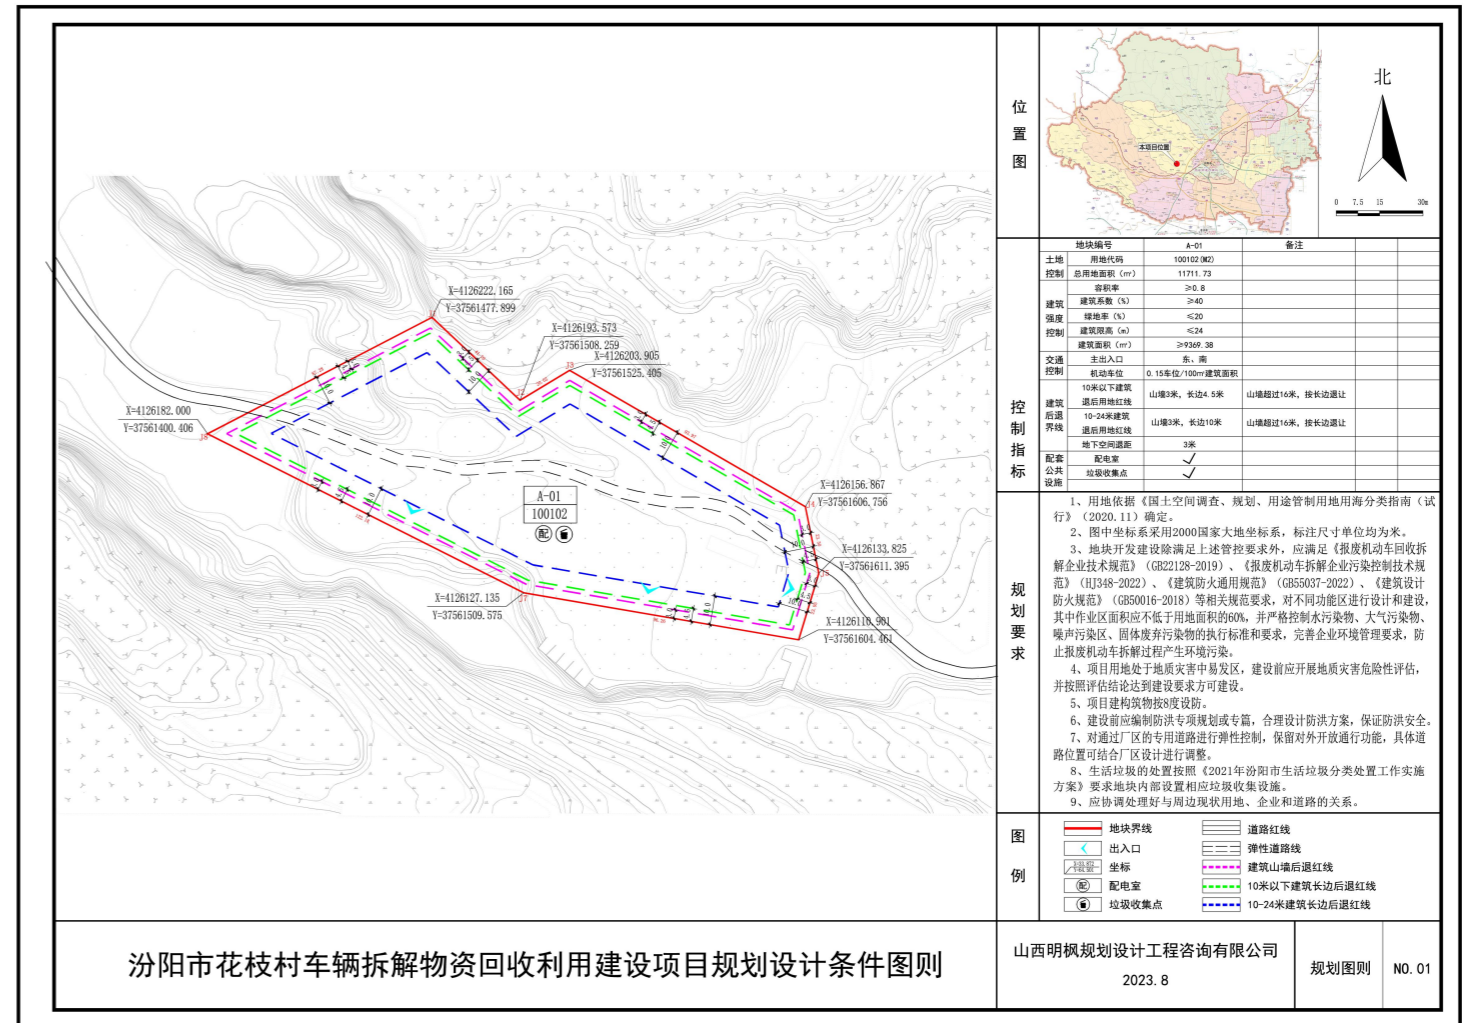 X=4126222.165
Y=37561477.899
J1
X=4126193.573
Y=37561508.259
J2
X=4126203.905
Y=37561525.405
J3
X=4126182.000
Y=37561400.406
J8
X=4126156.867
Y=37561606.756
J4
X=4126133.825
Y=37561611.395
J5
X=4126127.135
Y=37561509.575
J7
X=4126110.901
Y=37561604.461
A-01
100102
配
位置图
本项目位置
北
0 7.5 15 30m
控制指标
地块编号 A-01 备注
土地控制 用地代码 100102(M2)
总用地面积（㎡） 11711.73
建筑强度控制 容积率 ≥0.8
建筑系数（%） ≥40
绿地率（%） ≤20
建筑限高（m） ≤24
建筑面积（㎡） ≥9369.38
交通控制 主出入口 东、南
机动车位 0.15车位/100㎡建筑面积
建筑后退界线 10米以下建筑退后用地红线 山墙3米，长边4.5米 山墙超过16米，按长边退让
10-24米建筑退后用地红线 山墙3米，长边10米 山墙超过16米，按长边退让
地下空间退距 3米
配套公共设施 配电室 ✓
垃圾收集点 ✓
规划要求
1、用地依据《国土空间调查、规划、用途管制用地用海分类指南（试
行》（2020.11）确定。
2、图中坐标系采用2000国家大地坐标系，标注尺寸单位均为米。
3、地块开发建设除满足上述管控要求外，应满足《报废机动车回收拆
解企业技术规范》（GB22128-2019）、《报废机动车拆解企业污染控制技术规
范》（HJ348-2022）、《建筑防火通用规范》（GB55037-2022）、《建筑设计
防火规范》（GB50016-2018）等相关规范要求，对不同功能区进行设计和建设，
其中作业区面积应不低于用地面积的60%，并严格控制水污染物、大气污染物、
噪声污染区、固体废弃污染物的执行标准和要求，完善企业环境管理要求，防
止报废机动车拆解过程产生环境污染。
4、项目用地处于地质灾害中易发区，建设前应开展地质灾害危险性评估，
并按照评估结论达到建设要求方可建设。
5、项目建构筑物按8度设防。
6、建设前应编制防洪专项规划或专篇，合理设计防洪方案，保证防洪安全。
7、对通过厂区的专用道路进行弹性控制，保留对外开放通行功能，具体道
路位置可结合厂区设计进行调整。
8、生活垃圾的处置按照《2021年汾阳市生活垃圾分类处置工作实施
方案》要求地块内部设置相应垃圾收集设施。
9、应协调处理好与周边现状用地、企业和道路的关系。
图例
地块界线 道路红线
出入口 弹性道路线
坐标 建筑山墙后退红线
配 配电室 10米以下建筑长边后退红线
垃圾收集点 10-24米建筑长边后退红线
汾阳市花枝村车辆拆解物资回收利用建设项目规划设计条件图则
山西明枫规划设计工程咨询有限公司
2023.8
规划图则 NO.01